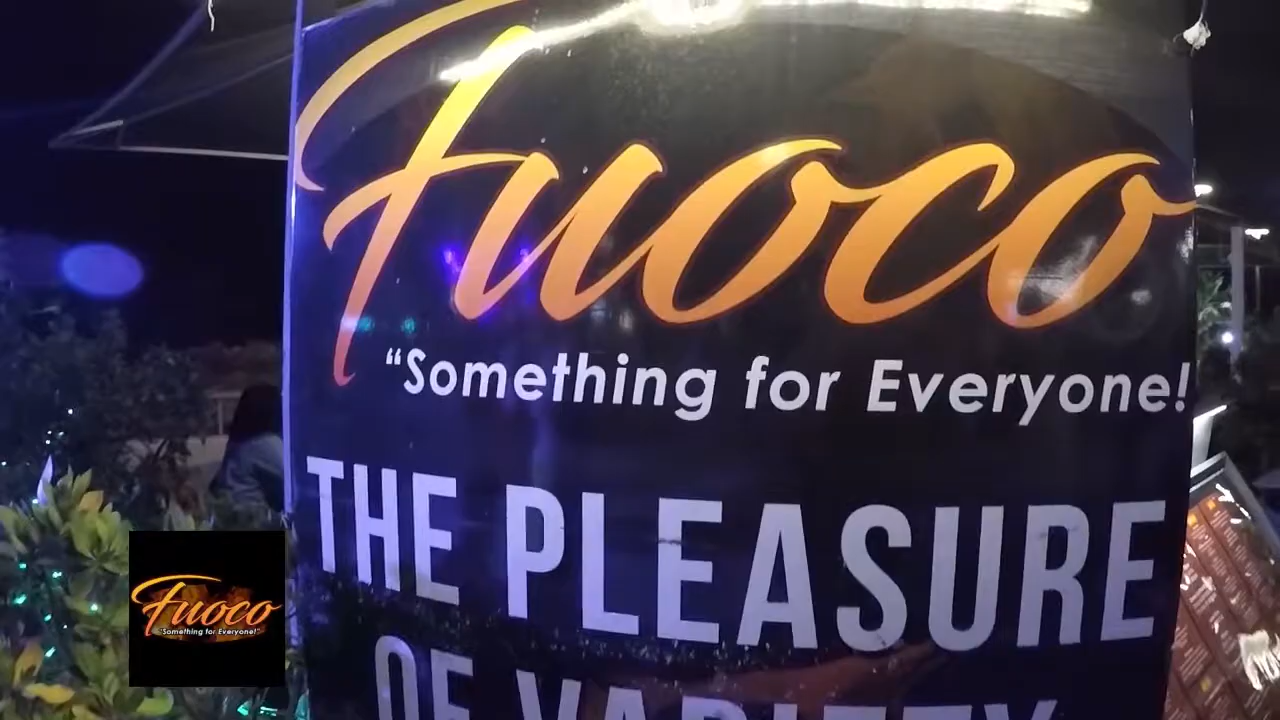 Fuoco
“Something for Everyone!
THE PLEASURE
OF VARIETY
Fuoco
"Something for Everyone!"